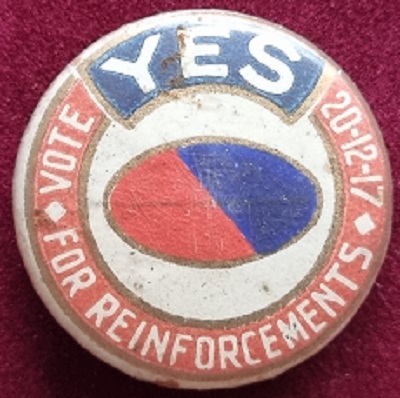 YES
VOTE ◆ FOR REINFORCEMENTS ◆ 20-12-17